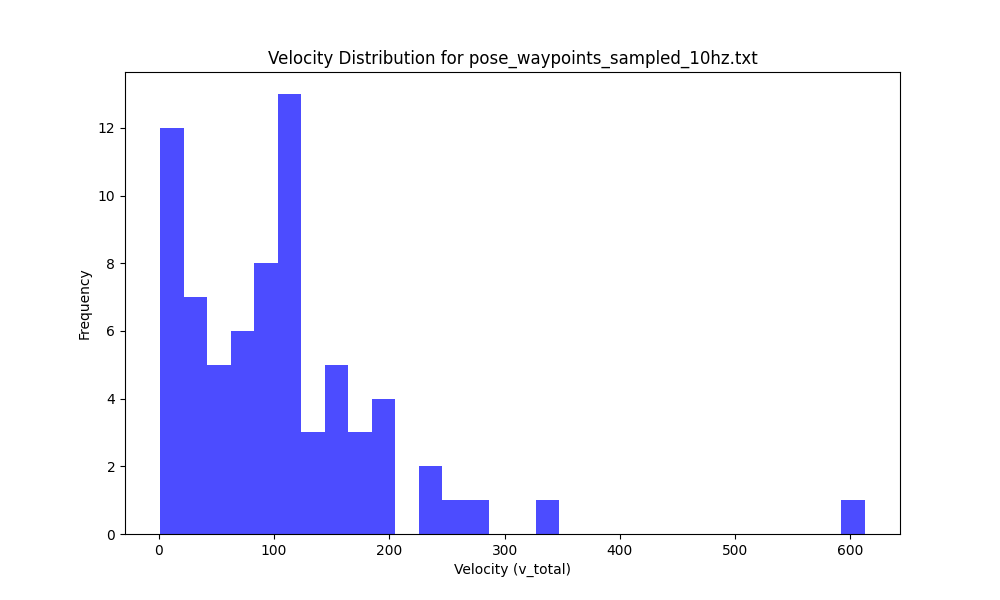 Velocity Distribution for pose_waypoints_sampled_10hz.txt
12
10
8
6
4
2
0
Frequency
0 100 200 300 400 500 600
Velocity (v_total)